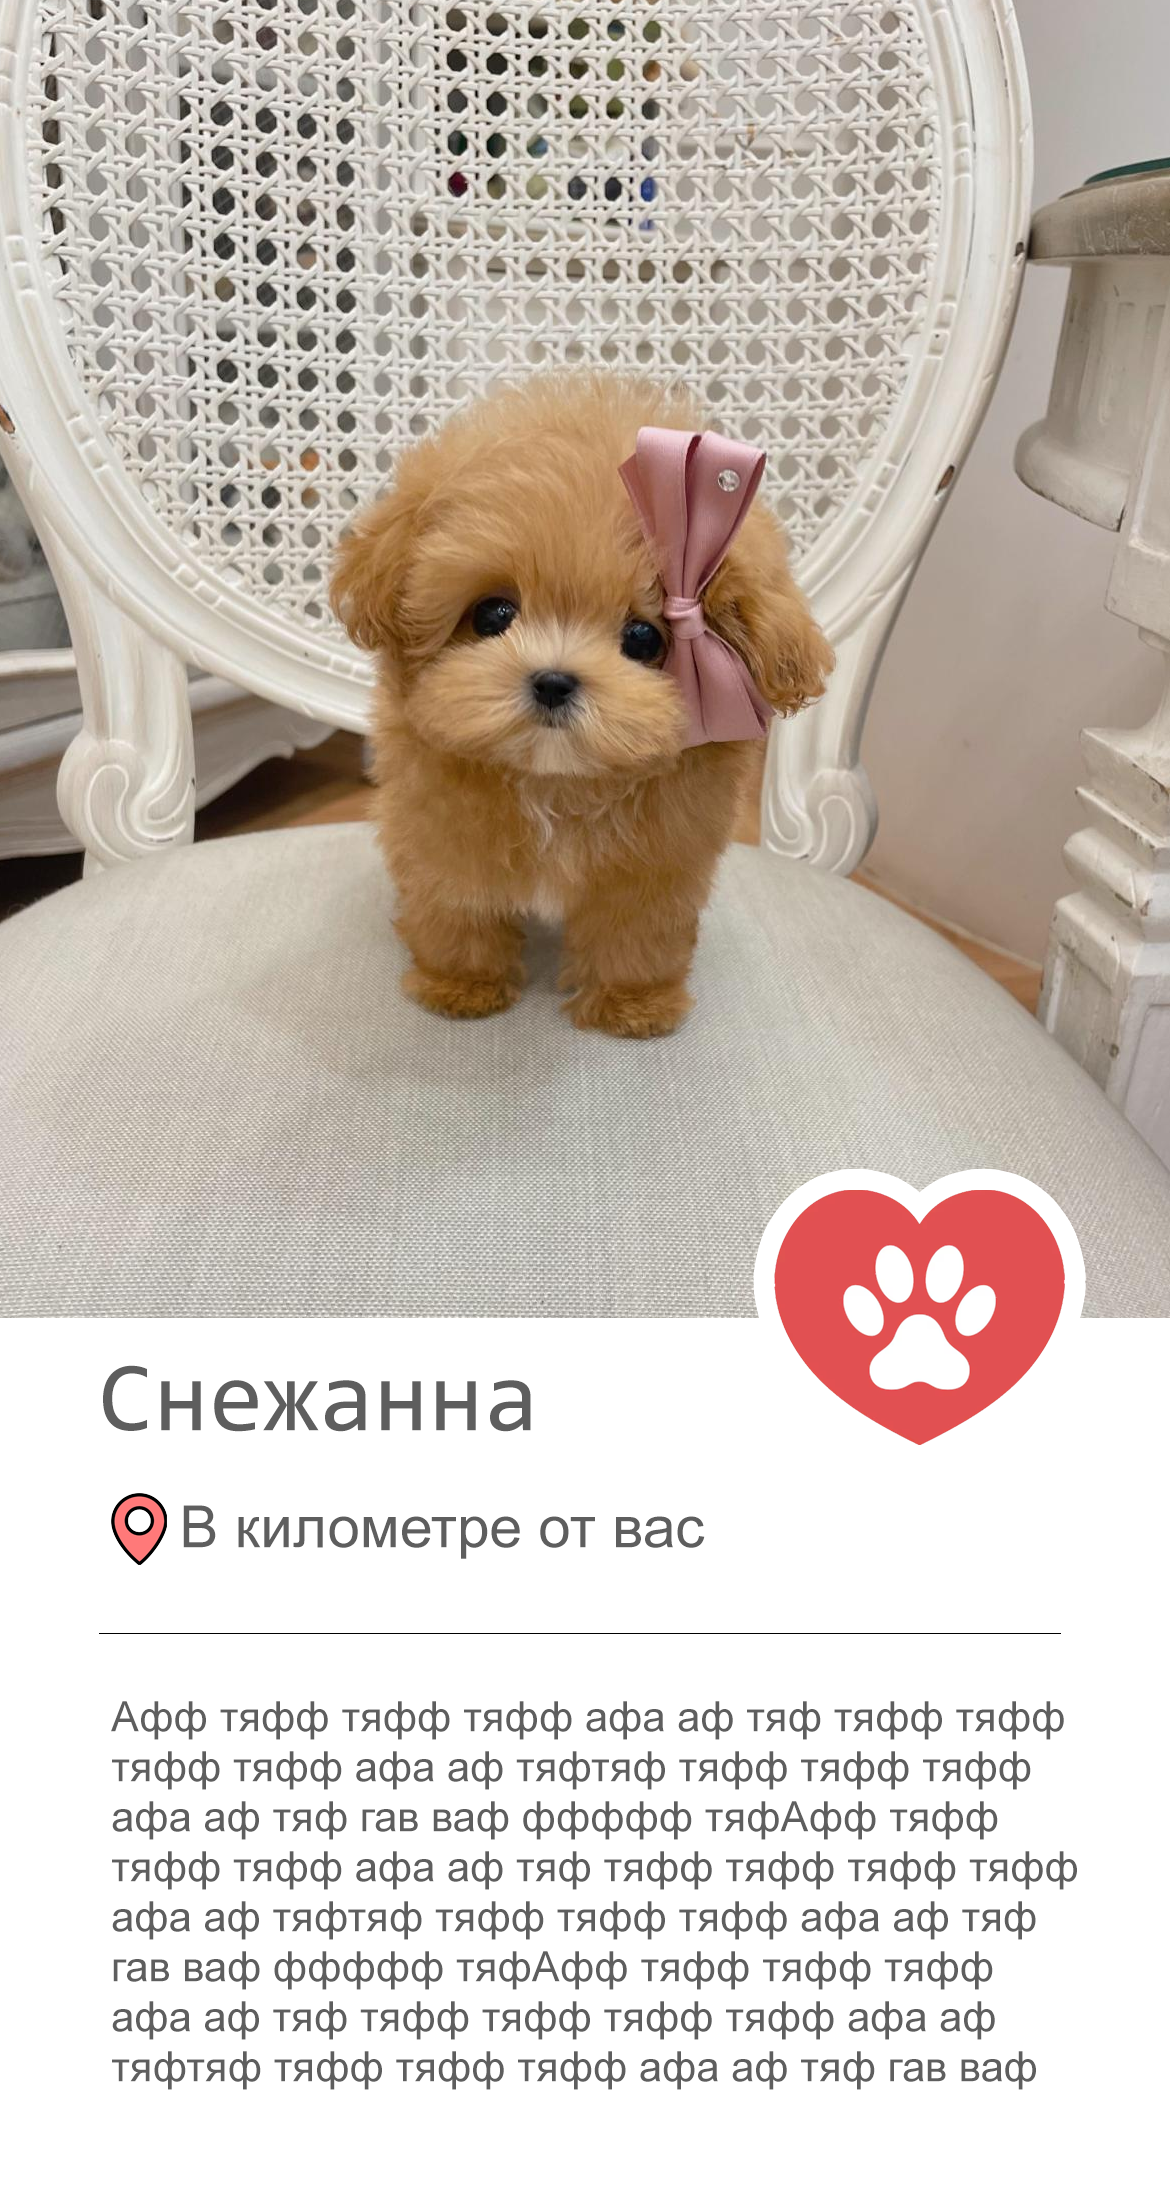 Снежанна
В километре от вас
Афф тяфф тяфф тяфф афа аф тяф тяфф тяфф
тяфф тяфф афа аф тяфтяф тяфф тяфф тяфф
афа аф тяф гав ваф ффффф тяфАфф тяфф
тяфф тяфф афа аф тяф тяфф тяфф тяфф тяфф
афа аф тяфтяф тяфф тяфф тяфф афа аф тяф
гав ваф ффффф тяфАфф тяфф тяфф тяфф
афа аф тяф тяфф тяфф тяфф тяфф афа аф
тяфтяф тяфф тяфф тяфф афа аф тяф гав ваф